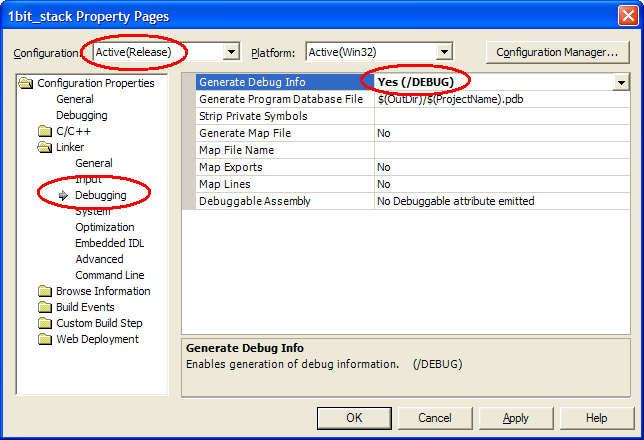 1bit_stack Property Pages
Configuration: Active(Release) Platform: Active(Win32) Configuration Manager...
Configuration Properties
General
Debugging
C/C++
Linker
General
Input
Debugging
System
Optimization
Embedded IDL
Advanced
Command Line
Browse Information
Build Events
Custom Build Step
Web Deployment
Generate Debug Info Yes (/DEBUG)
Generate Program Database File $(OutDir)/$(ProjectName).pdb
Strip Private Symbols
Generate Map File No
Map File Name
Map Exports No
Map Lines No
Debuggable Assembly No Debuggable attribute emitted
Generate Debug Info
Enables generation of debug information. (/DEBUG)
OK Cancel Apply Help